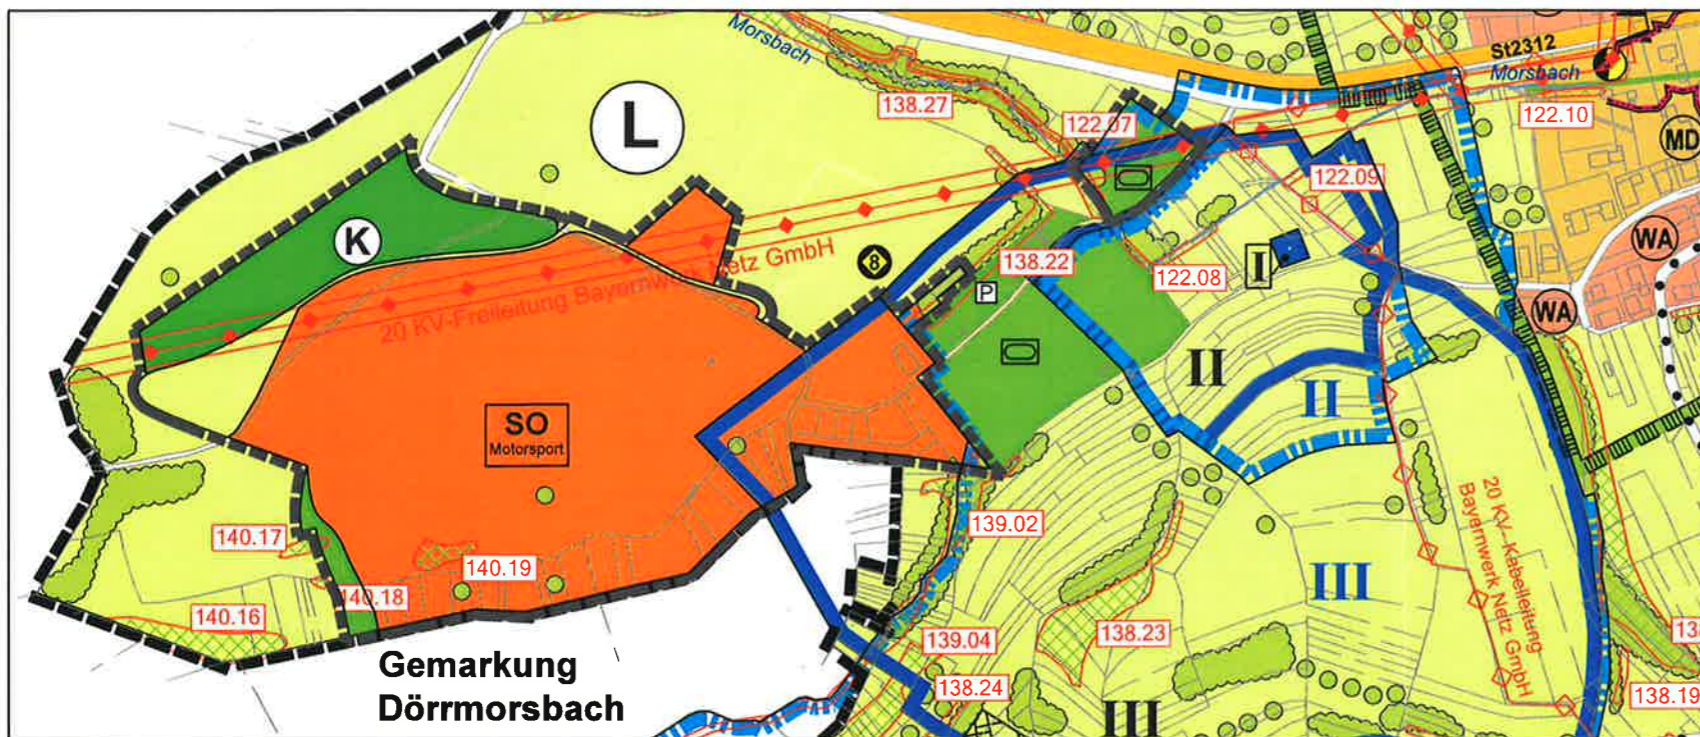 Morsbach
St2312
Morsbach
138.27
122.07
122.10
L
MD
122.09
K
WA
8
138.22
I
122.08
P
20 KV-Freileitung Bayernwerk Netz GmbH
WA
II
II
SO
Motorsport
20 KV-Kabelleitung
Bayernwerk Netz GmbH
139.02
140.17
140.19
III
140.18
140.16
139.04
138.23
138.24
138.19
III
Gemarkung
Dörrmorsbach